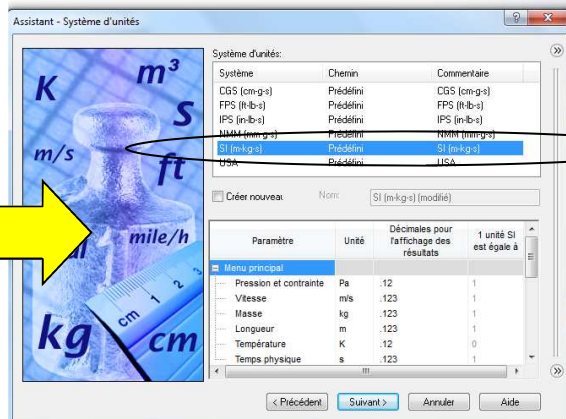 Assistant - Système d'unités
K
m³
S
m/s
ft
mile/h
kg
cm
cm 1 2 3
Système d'unités:
Système Chemin Commentaire
CGS (cm-g-s) Prédéfini CGS (cm-g-s)
FPS (ft-lb-s) Prédéfini FPS (ft-lb-s)
IPS (in-lb-s) Prédéfini IPS (in-lb-s)
NMM (mm-g-s) Prédéfini NMM (mm-g-s)
SI (m-kg-s) Prédéfini SI (m-kg-s)
USA Prédéfini USA
Créer nouveau Nom: SI (m-kg-s) (modifié)
Paramètre Unité Décimales pour l'affichage des résultats 1 unité SI est égale à
Menu principal
Pression et contrainte Pa .12 1
Vitesse m/s .123 1
Masse kg .123 1
Longueur m .123 1
Température K .12 0
Temps physique s .123 1
< Précédent Suivant > Annuler Aide